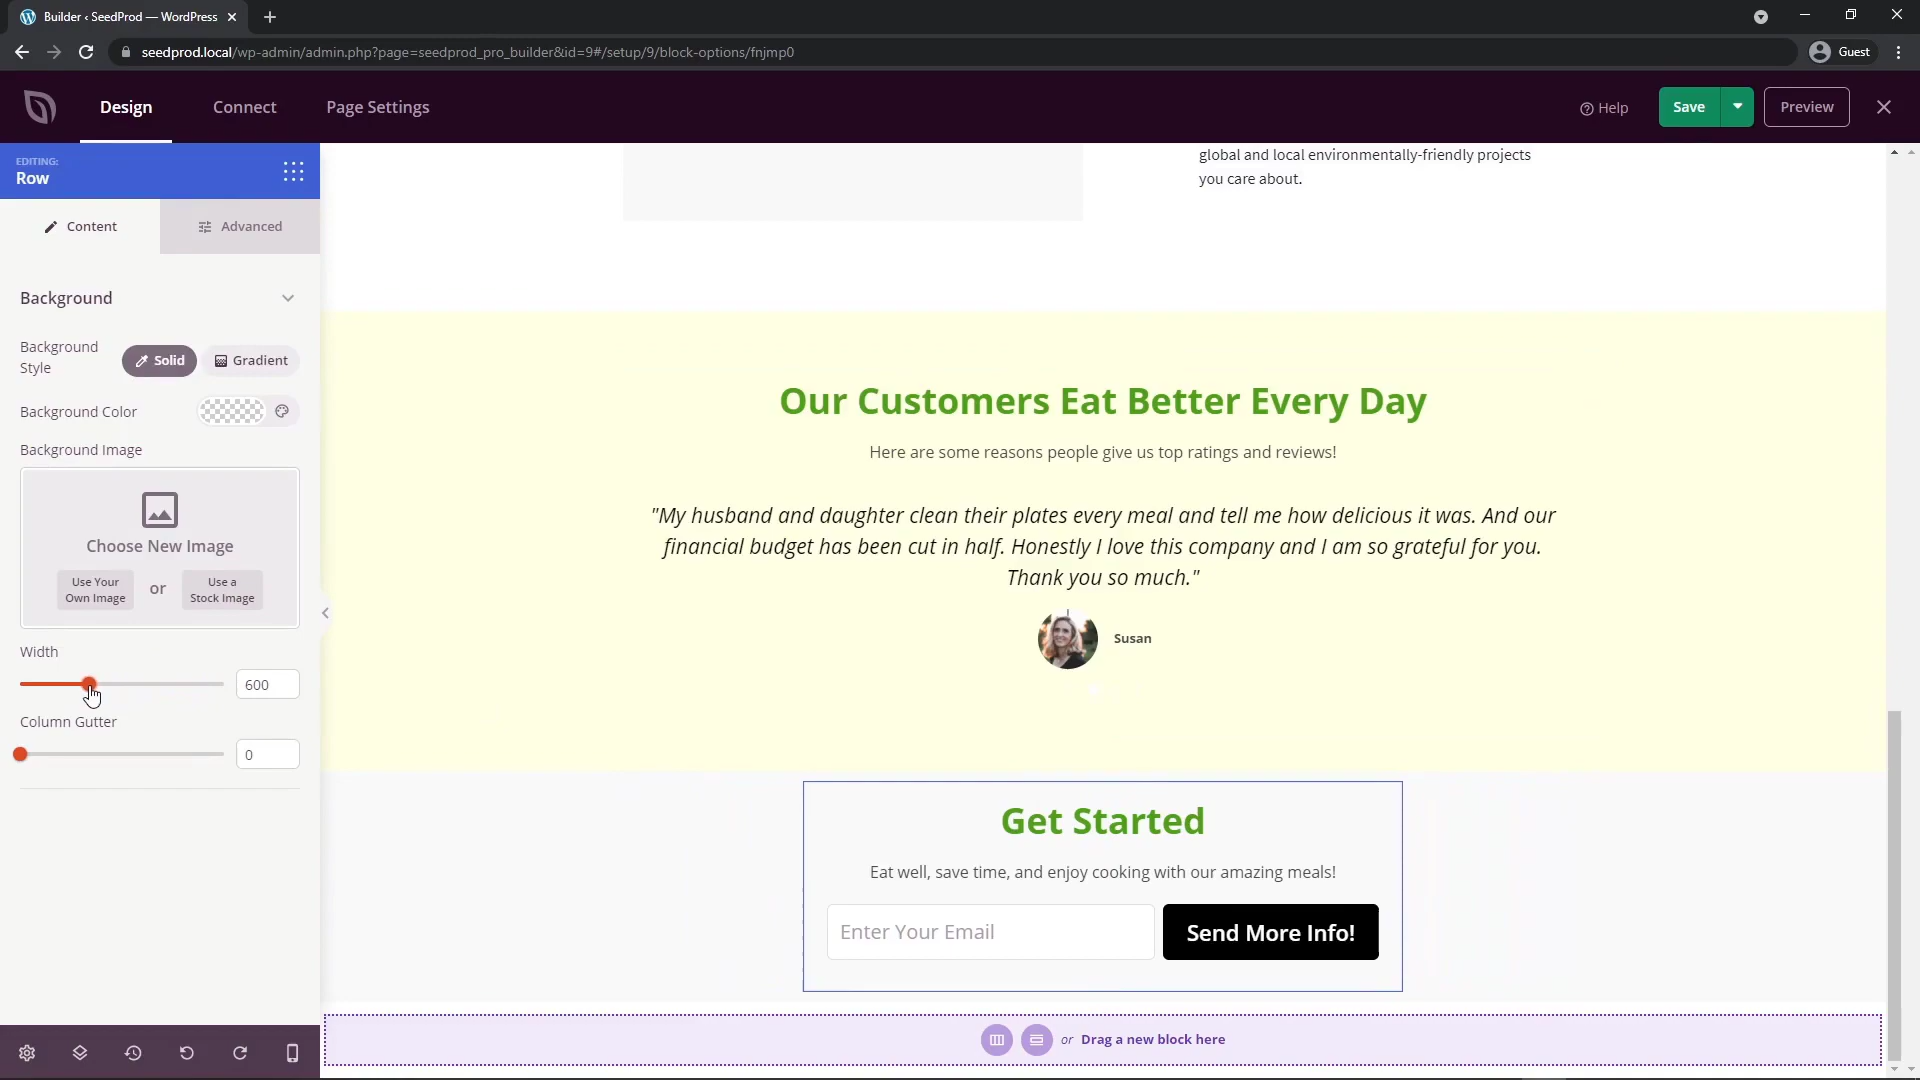 Builder ‹ SeedProd — WordPress
seedprod.local/wp-admin/admin.php?page=seedprod_pro_builder&id=9#/setup/9/block-options/fnjmp0
Guest
Design
Connect
Page Settings
Help
Save
Preview
EDITING:
Row
Content
Advanced
Background
Background
Style
Solid
Gradient
Background Color
Background Image
Choose New Image
Use Your
Own Image
or
Use a
Stock Image
Width
600
Column Gutter
0
global and local environmentally-friendly projects
you care about.
Our Customers Eat Better Every Day
Here are some reasons people give us top ratings and reviews!
"My husband and daughter clean their plates every meal and tell me how delicious it was. And our
financial budget has been cut in half. Honestly I love this company and I am so grateful for you.
Thank you so much."
Susan
Get Started
Eat well, save time, and enjoy cooking with our amazing meals!
Enter Your Email
Send More Info!
or Drag a new block here